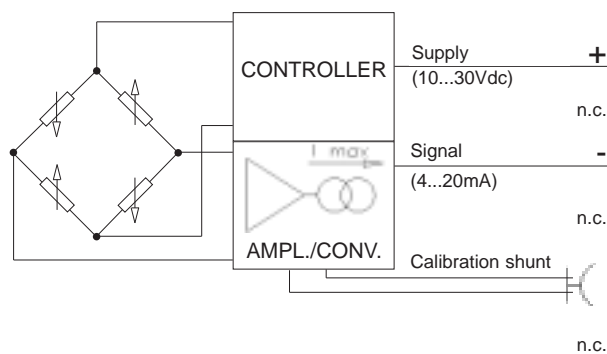 CONTROLLER
Supply +
(10...30Vdc)
n.c.
I max
Signal -
(4...20mA)
n.c.
AMPL./CONV.
Calibration shunt
n.c.